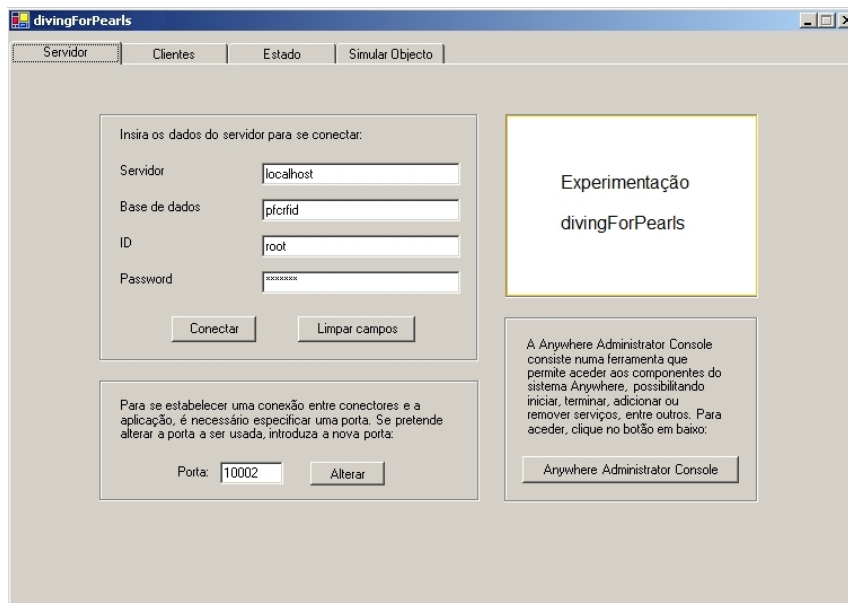 divingForPearls
Servidor
Clientes
Estado
Simular Objecto
Insira os dados do servidor para se conectar:
Servidor
localhost
Base de dados
pfcrfid
ID
root
Password
*******
Conectar
Limpar campos
Experimentação
divingForPearls
A Anywhere Administrator Console
consiste numa ferramenta que
permite aceder aos componentes do
sistema Anywhere, possibilitando
iniciar, terminar, adicionar ou
remover serviços, entre outros. Para
aceder, clique no botão em baixo:
Anywhere Administrator Console
Para se estabelecer uma conexão entre conectores e a
aplicação, é necessário especificar uma porta. Se pretende
alterar a porta a ser usada, introduza a nova porta:
Porta:
10002
Alterar